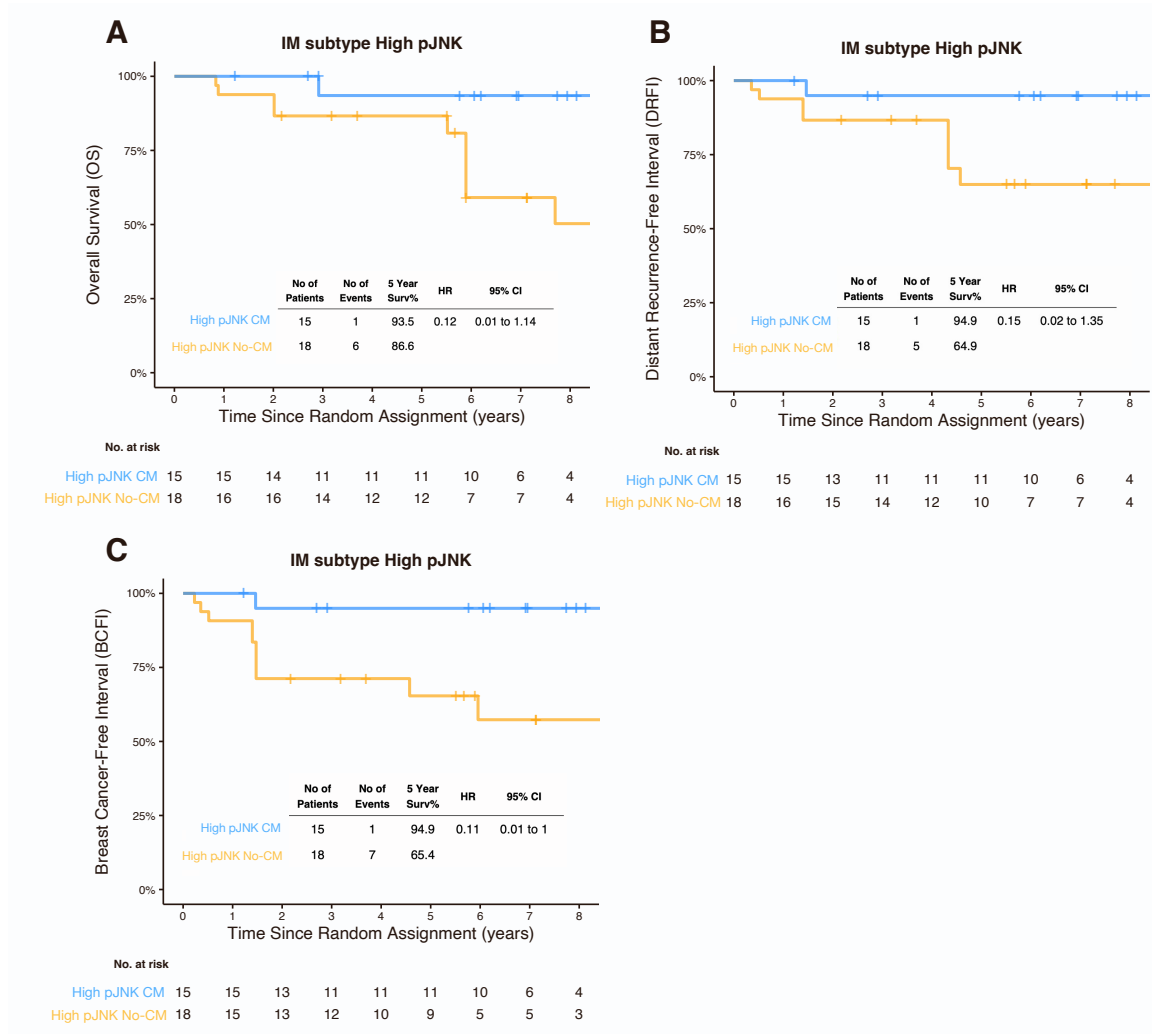 A
IM subtype High pJNK
Overall Survival (OS)
100%
75%
50%
25%
0%
No of No of 5 Year HR 95% CI
Patients Events Surv%
High pJNK CM 15 1 93.5 0.12 0.01 to 1.14
High pJNK No-CM 18 6 86.6
0 1 2 3 4 5 6 7 8
Time Since Random Assignment (years)
No. at risk
High pJNK CM 15 15 14 11 11 11 10 6 4
High pJNK No-CM 18 16 16 14 12 12 7 7 4
B
IM subtype High pJNK
Distant Recurrence-Free Interval (DRFI)
100%
75%
50%
25%
0%
No of No of 5 Year HR 95% CI
Patients Events Surv%
High pJNK CM 15 1 94.9 0.15 0.02 to 1.35
High pJNK No-CM 18 5 64.9
0 1 2 3 4 5 6 7 8
Time Since Random Assignment (years)
No. at risk
High pJNK CM 15 15 13 11 11 11 10 6 4
High pJNK No-CM 18 16 15 14 12 10 7 7 4
C
IM subtype High pJNK
Breast Cancer-Free Interval (BCFI)
100%
75%
50%
25%
0%
No of No of 5 Year HR 95% CI
Patients Events Surv%
High pJNK CM 15 1 94.9 0.11 0.01 to 1
High pJNK No-CM 18 7 65.4
0 1 2 3 4 5 6 7 8
Time Since Random Assignment (years)
No. at risk
High pJNK CM 15 15 13 11 11 11 10 6 4
High pJNK No-CM 18 15 13 12 10 9 5 5 3